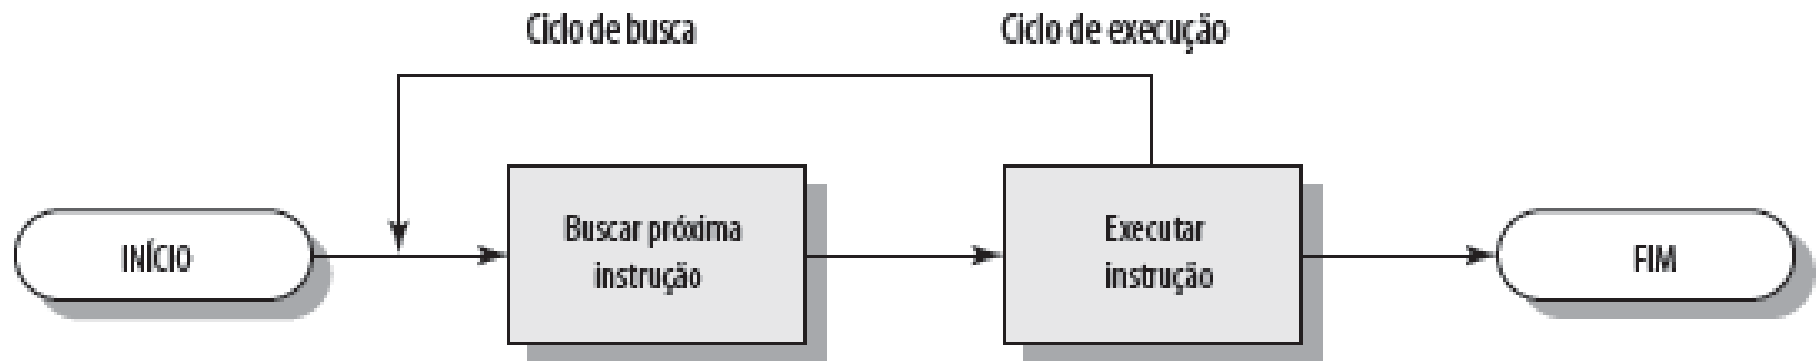 Ciclo de busca
Ciclo de execução
INÍCIO
Buscar próxima
instrução
Executar
instrução
FIM